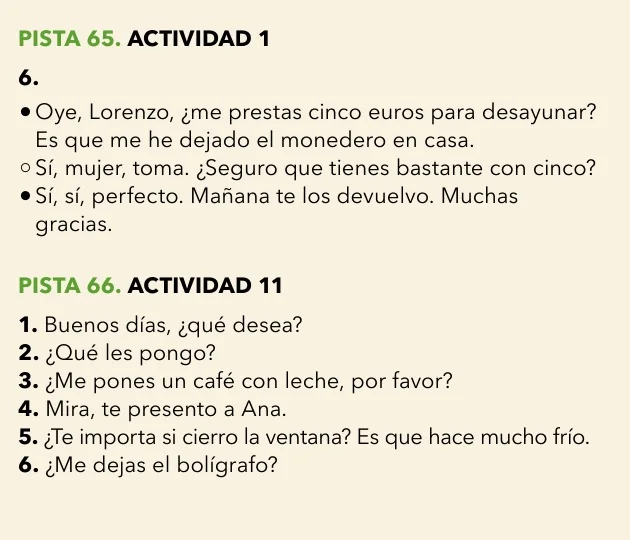 PISTA 65. ACTIVIDAD 1
6.
● Oye, Lorenzo, ¿me prestas cinco euros para desayunar?
Es que me he dejado el monedero en casa.
○ Sí, mujer, toma. ¿Seguro que tienes bastante con cinco?
● Sí, sí, perfecto. Mañana te los devuelvo. Muchas
gracias.
PISTA 66. ACTIVIDAD 11
1. Buenos días, ¿qué desea?
2. ¿Qué les pongo?
3. ¿Me pones un café con leche, por favor?
4. Mira, te presento a Ana.
5. ¿Te importa si cierro la ventana? Es que hace mucho frío.
6. ¿Me dejas el bolígrafo?